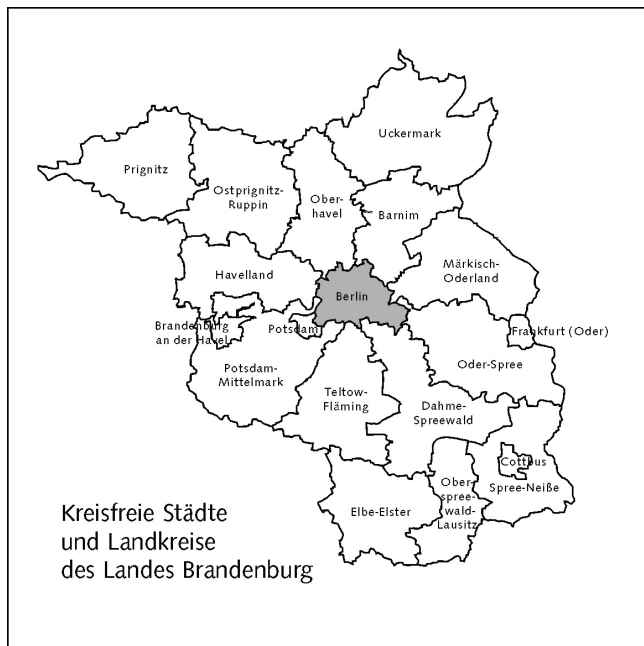 Uckermark
Prignitz
Ostprignitz-
Ruppin
Ober-
havel
Barnim
Havelland
Märkisch-
Oderland
Berlin
Brandenburg
an der Havel
Potsdam
Frankfurt (Oder)
Potsdam-
Mittelmark
Oder-Spree
Teltow-
Fläming
Dahme-
Spreewald
Cottbus
Spree-Neiße
Elbe-Elster
Ober-
spree-
wald-
Lausitz
Kreisfreie Städte
und Landkreise
des Landes Brandenburg